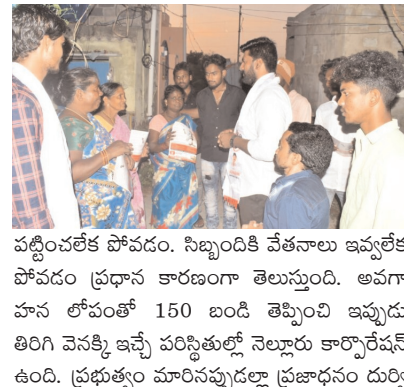 పట్టించలేక పోవడం. సిబ్బందికి వేతనాలు ఇవ్వలేక
పోవడం ప్రధాన కారణంగా తెలుస్తుంది. అవగా
హన లోపంతో 150 బండి తెప్పించి ఇప్పుడు
తిరిగి వెనక్కి ఇచ్చే పరిస్థితుల్లో నెల్లూరు కార్పొరేషన్
ఉంది. ప్రభుత్వం మారినప్పుడల్లా ప్రజాధనం దుర్వి